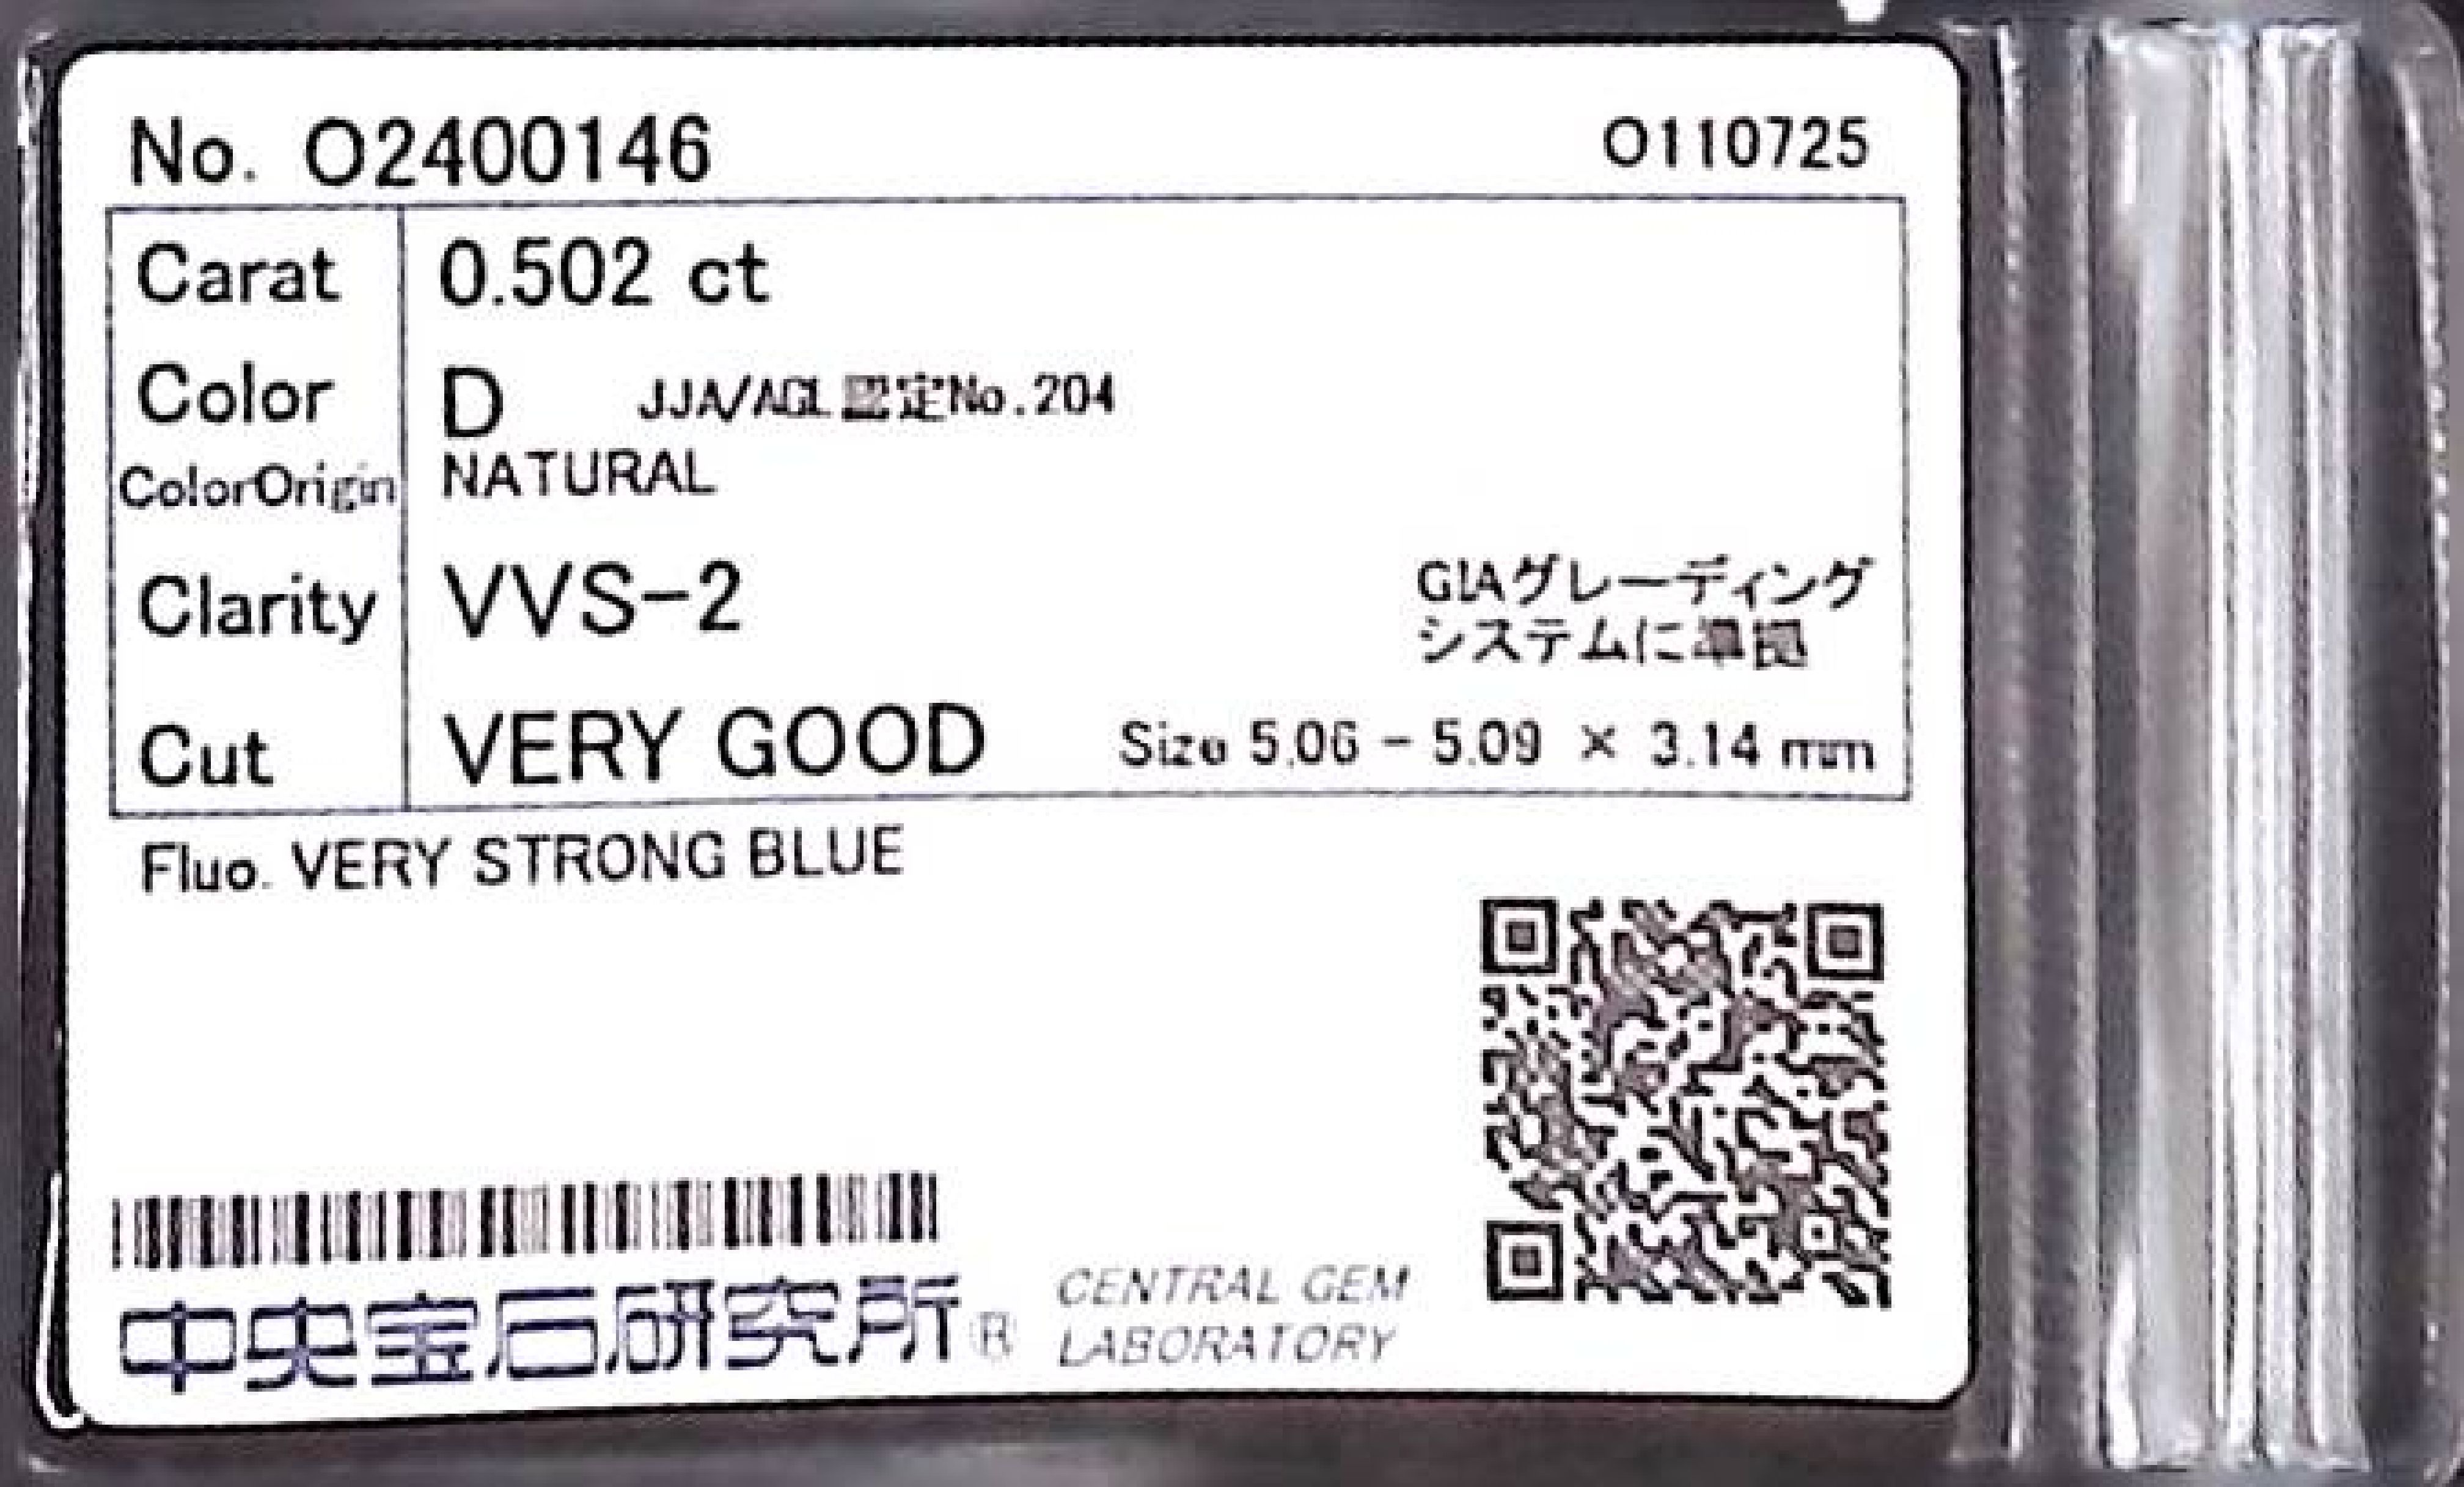 No. O2400146 O110725
Carat 0.502 ct
Color D JJA/AGL認定No.204
ColorOrigin NATURAL
Clarity VVS-2
GIAグレーディング
システムに準拠
Cut VERY GOOD Size 5.06 - 5.09 × 3.14 mm
Fluo. VERY STRONG BLUE
中央宝石研究所® CENTRAL GEM
LABORATORY